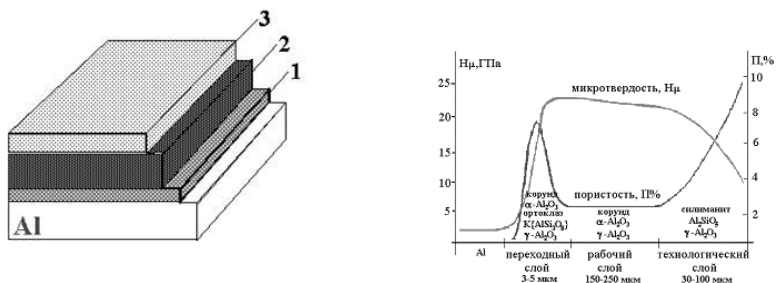 3
2
1
Al
Hμ,ГПа
П,%
25
20
15
10
5
10
8
6
4
2
микротвердость, Hμ
пористость, П%
корунд
α-Al₂O₃
ортоклаз
K[AlSi₃O₈]
γ-Al₂O₃
корунд
α-Al₂O₃
γ-Al₂O₃
силиманит
Al₂SiO₅
γ-Al₂O₃
Al
переходный
слой
3-5 мкм
рабочий
слой
150-250 мкм
технологический
слой
30-100 мкм